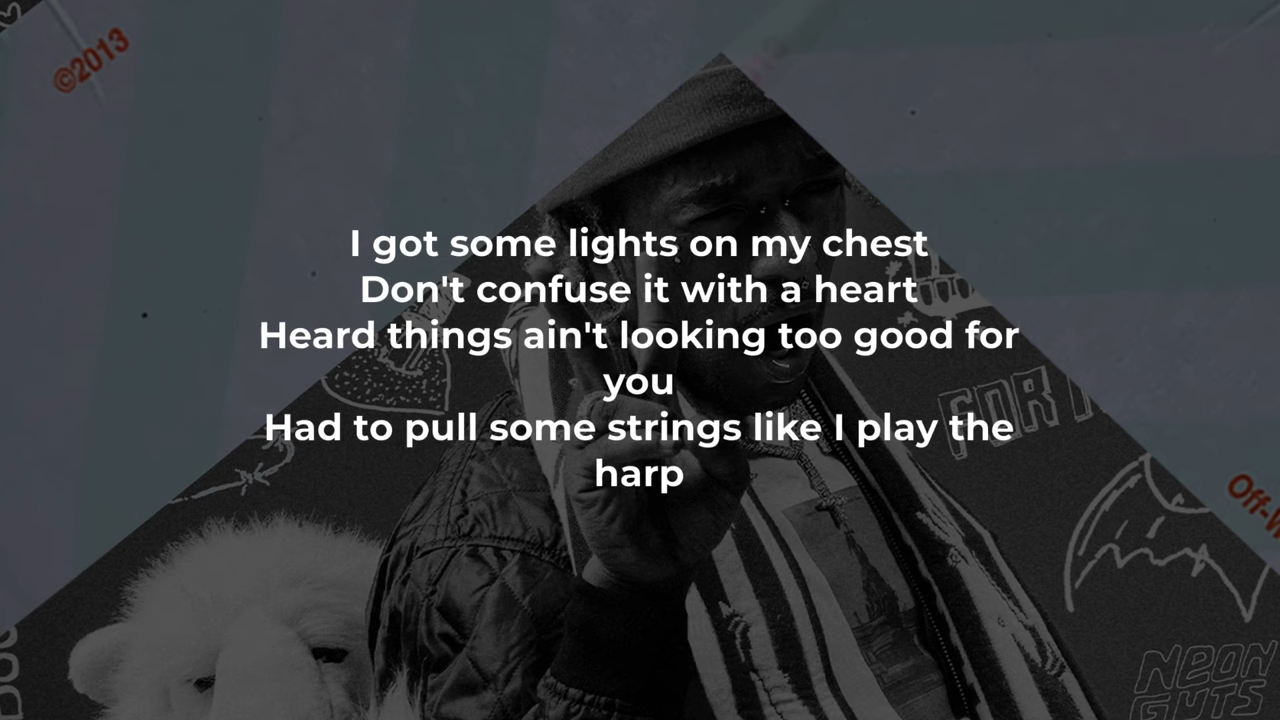 ©2013
I got some lights on my chest
Don't confuse it with a heart
Heard things ain't looking too good for
you
Had to pull some strings like I play the
harp
FOR
Off-W
NEON
GUTS